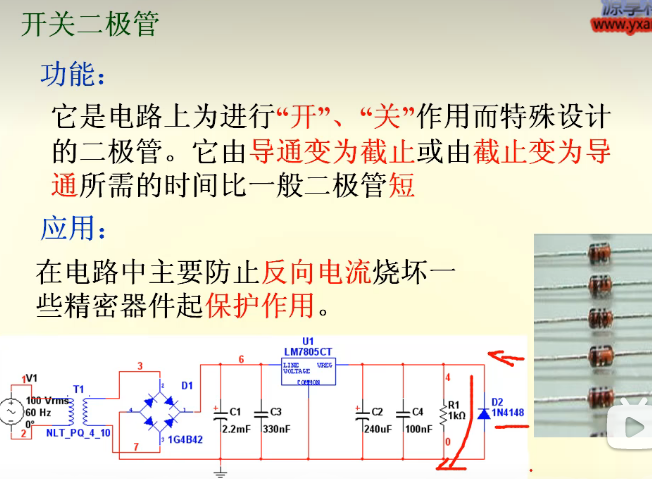 开关二极管
www.yxa
功能：
它是电路上为进行“开”、“关”作用而特殊设计
的二极管。它由导通变为截止或由截止变为导
通所需的时间比一般二极管短
应用：
在电路中主要防止反向电流烧坏一
些精密器件起保护作用。
U1
LM7805CT
LINE VREG
VOLTAGE
COMMON
1 V1
100 Vrms
60 Hz
0°
2
T1
NLT_PQ_4_10
3
D1
4
2
1
3
1G4B42
7
6
C1
2.2mF
C3
330nF
C2
240uF
C4
100nF
4
R1
1kΩ
0
D2
1N4148